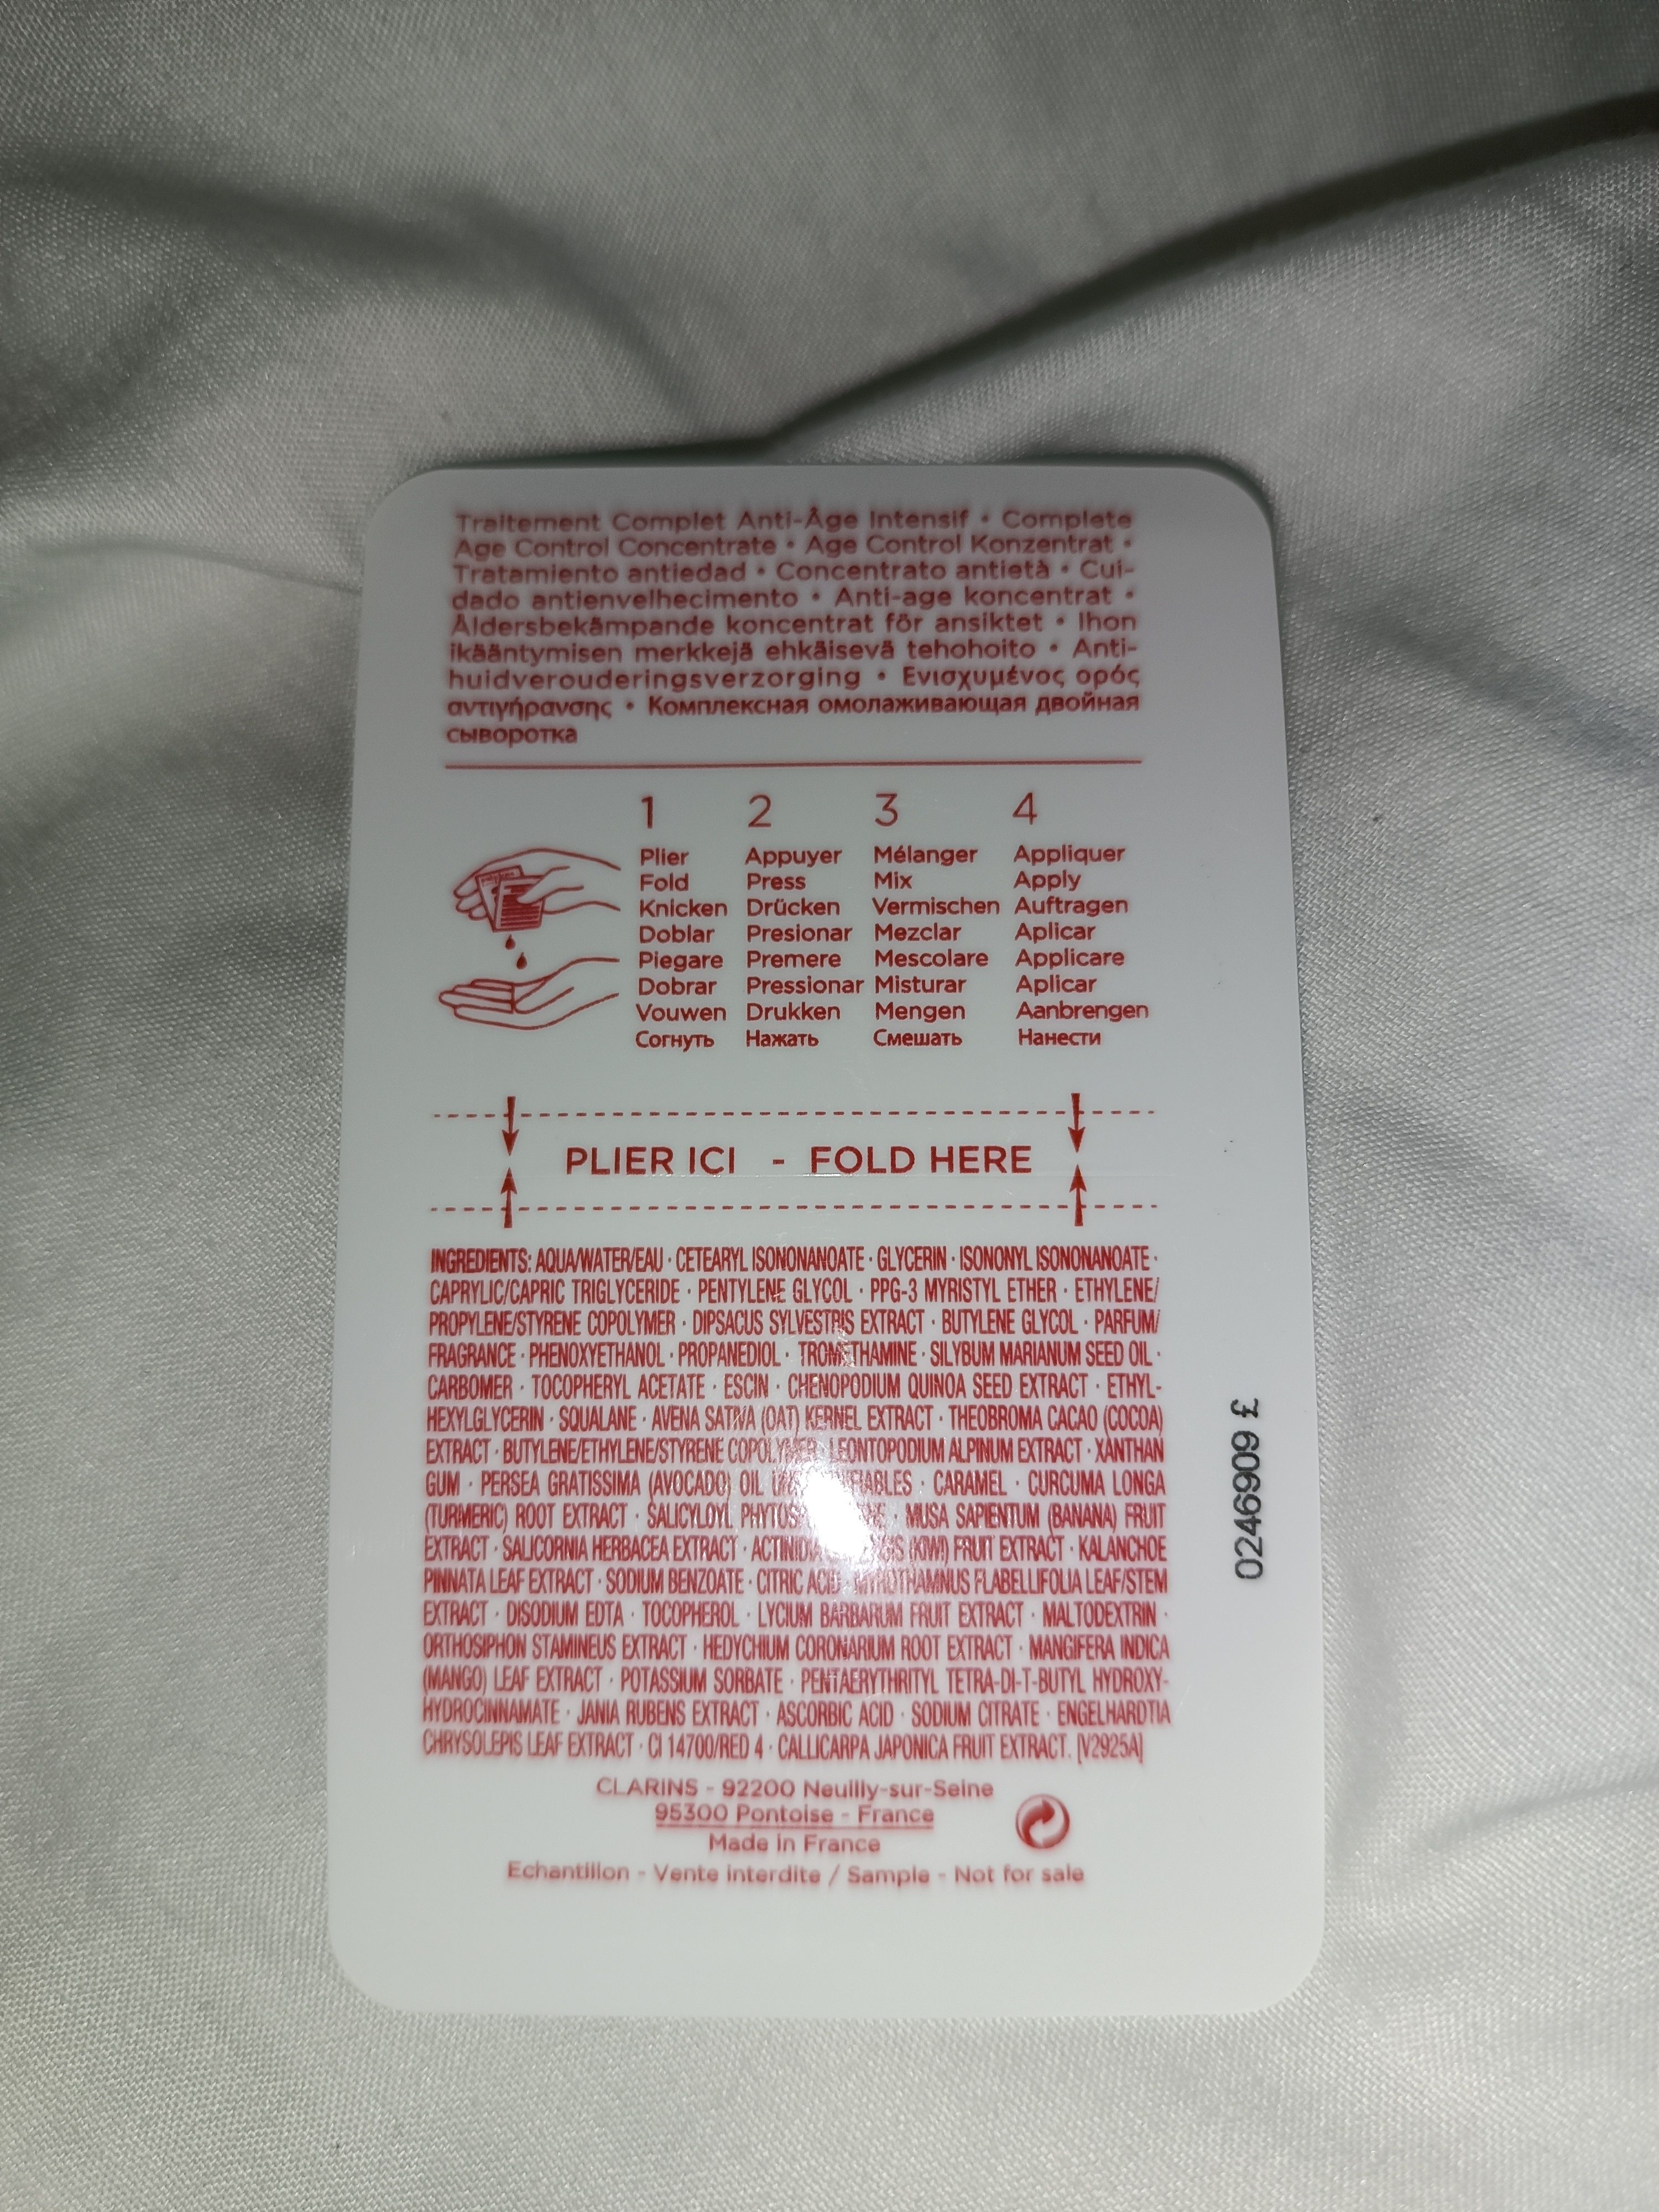 Traitement Complet Anti-Âge Intensif • Complete
Age Control Concentrate • Age Control Konzentrat •
Tratamiento antiedad • Concentrato antietà • Cui-
dado antienvelhecimento • Anti-age koncentrat •
Åldersbekämpande koncentrat för ansiktet • Ihon
ikääntymisen merkkejä ehkäisevä tehohoito • Anti-
huidverouderingsverzorging • Ενισχυμένος ορός
αντιγήρανσης • Комплексная омолаживающая двойная
сыворотка
1 2 3 4
Plier Appuyer Mélanger Appliquer
Fold Press Mix Apply
Knicken Drücken Vermischen Auftragen
Doblar Presionar Mezclar Aplicar
Piegare Premere Mescolare Applicare
Dobrar Pressionar Misturar Aplicar
Vouwen Drukken Mengen Aanbrengen
Согнуть Нажать Смешать Нанести
PLIER ICI - FOLD HERE
INGREDIENTS: AQUA/WATER/EAU · CETEARYL ISONONANOATE · GLYCERIN · ISONONYL ISONONANOATE ·
CAPRYLIC/CAPRIC TRIGLYCERIDE · PENTYLENE GLYCOL · PPG-3 MYRISTYL ETHER · ETHYLENE/
PROPYLENE/STYRENE COPOLYMER · DIPSACUS SYLVESTRIS EXTRACT · BUTYLENE GLYCOL · PARFUM/
FRAGRANCE · PHENOXYETHANOL · PROPANEDIOL · TROMETHAMINE · SILYBUM MARIANUM SEED OIL ·
CARBOMER · TOCOPHERYL ACETATE · ESCIN · CHENOPODIUM QUINOA SEED EXTRACT · ETHYL-
HEXYLGLYCERIN · SQUALANE · AVENA SATIVA (OAT) KERNEL EXTRACT · THEOBROMA CACAO (COCOA)
EXTRACT · BUTYLENE/ETHYLENE/STYRENE COPOLYMER · LEONTOPODIUM ALPINUM EXTRACT · XANTHAN
GUM · PERSEA GRATISSIMA (AVOCADO) OIL · CARAMEL · CURCUMA LONGA
(TURMERIC) ROOT EXTRACT · SALICYLOYL · MUSA SAPIENTUM (BANANA) FRUIT
EXTRACT · SALICORNIA HERBACEA EXTRACT · (KIWI) FRUIT EXTRACT · KALANCHOE
PINNATA LEAF EXTRACT · SODIUM BENZOATE · CITRIC ACID · MYROTHAMNUS FLABELLIFOLIA LEAF/STEM
EXTRACT · DISODIUM EDTA · TOCOPHEROL · LYCIUM BARBARUM FRUIT EXTRACT · MALTODEXTRIN ·
ORTHOSIPHON STAMINEUS EXTRACT · HEDYCHIUM CORONARIUM ROOT EXTRACT · MANGIFERA INDICA
(MANGO) LEAF EXTRACT · POTASSIUM SORBATE · PENTAERYTHRITYL TETRA-DI-T-BUTYL HYDROXY-
HYDROCINNAMATE · JANIA RUBENS EXTRACT · ASCORBIC ACID · SODIUM CITRATE · ENGELHARDTIA
CHRYSOLEPIS LEAF EXTRACT · CI 14700/RED 4 · CALLICARPA JAPONICA FRUIT EXTRACT. [V2925A]
CLARINS - 92200 Neuilly-sur-Seine
95300 Pontoise - France
Made in France
Echantillon - Vente interdite / Sample - Not for sale
0246909 £